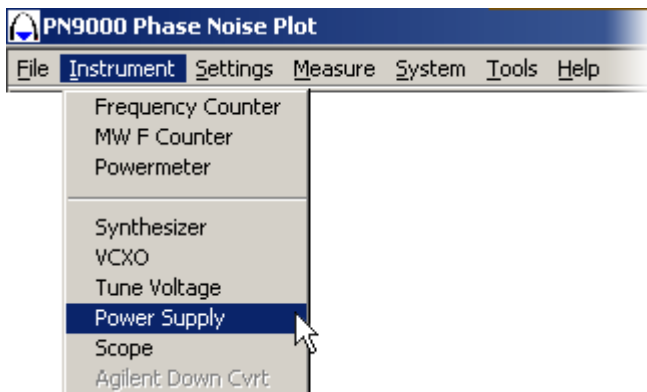 PN9000 Phase Noise Plot
File Instrument Settings Measure System Tools Help
Frequency Counter
MW F Counter
Powermeter
Synthesizer
VCXO
Tune Voltage
Power Supply
Scope
Agilent Down Cvrt